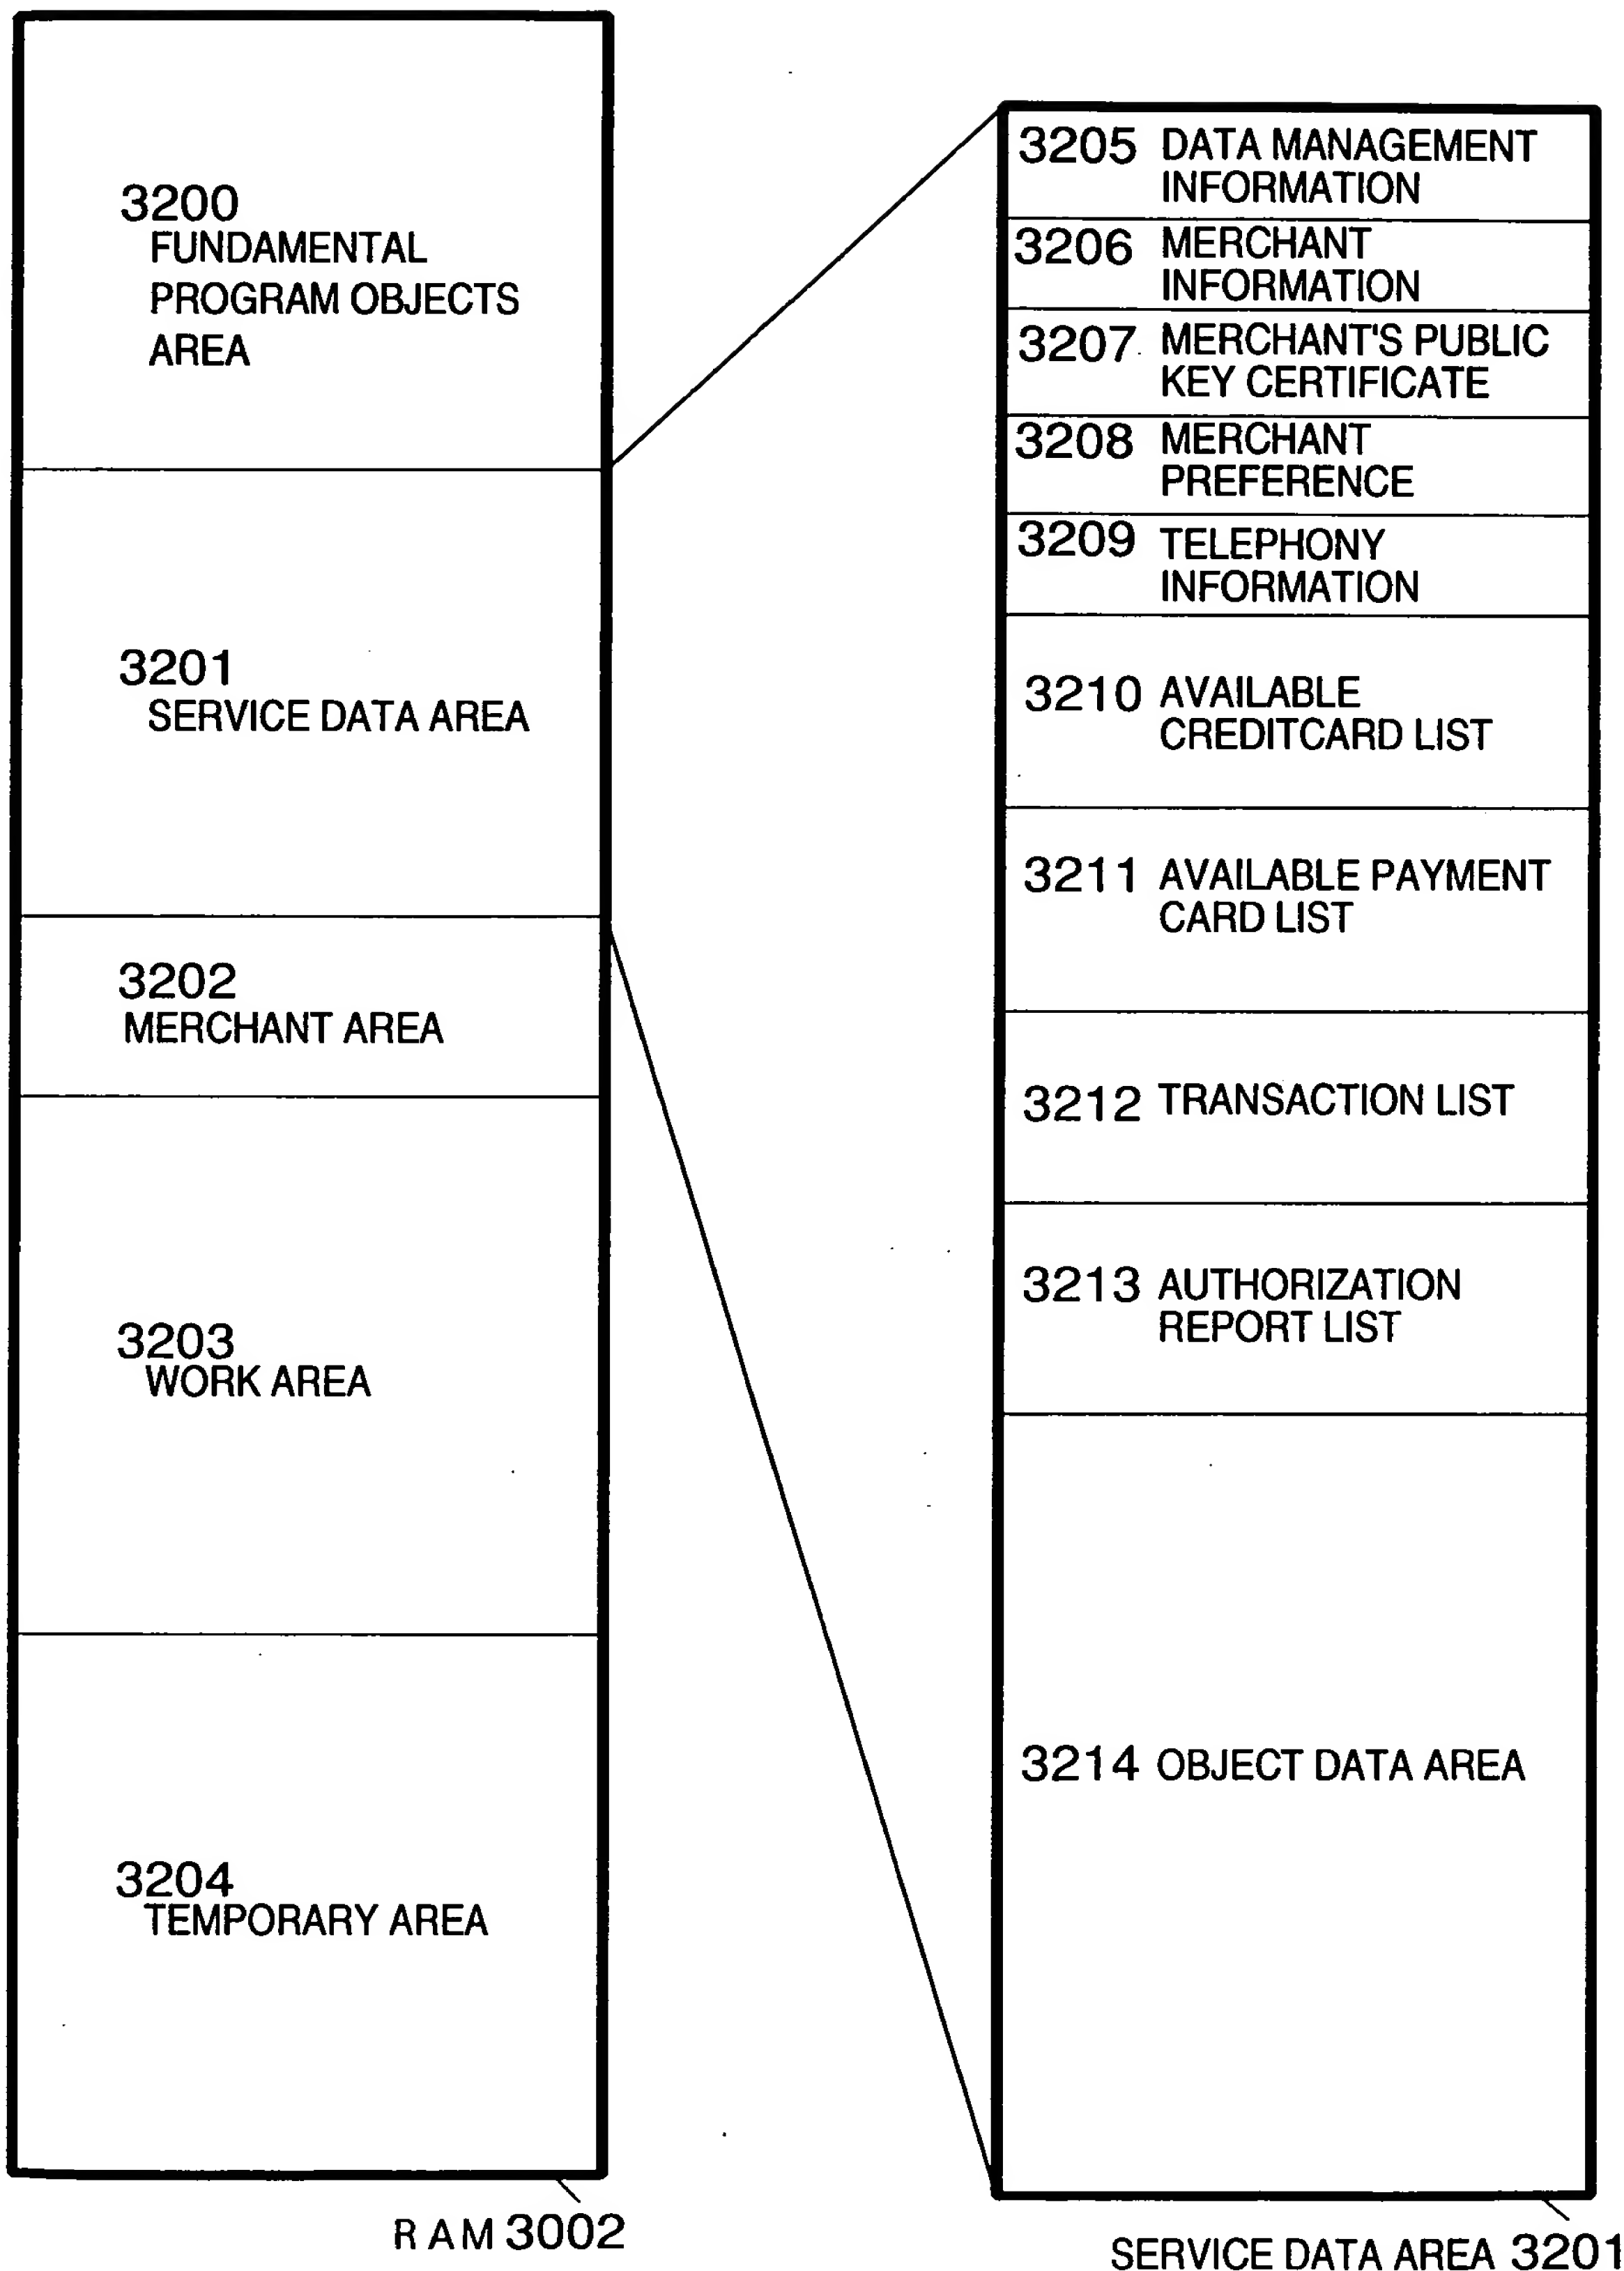 3200
FUNDAMENTAL
PROGRAM OBJECTS
AREA
3201
SERVICE DATA AREA
3202
MERCHANT AREA
3203
WORK AREA
3204
TEMPORARY AREA
RAM 3002
3205 DATA MANAGEMENT
INFORMATION
3206 MERCHANT
INFORMATION
3207 MERCHANT'S PUBLIC
KEY CERTIFICATE
3208 MERCHANT
PREFERENCE
3209 TELEPHONY
INFORMATION
3210 AVAILABLE
CREDITCARD LIST
3211 AVAILABLE PAYMENT
CARD LIST
3212 TRANSACTION LIST
3213 AUTHORIZATION
REPORT LIST
3214 OBJECT DATA AREA
SERVICE DATA AREA 3201